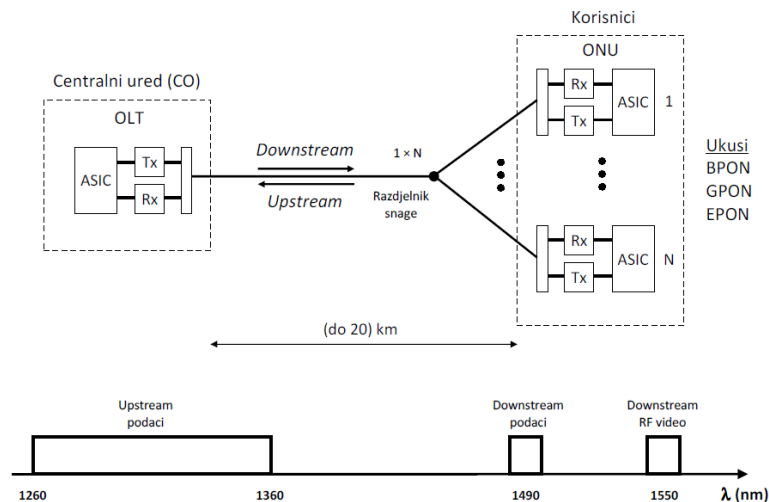 Korisnici
ONU
Centralni ured (CO)
OLT
ASIC
Tx
Rx
Downstream
Upstream
1 × N
Razdjelnik
snage
Rx
Tx
ASIC
1
Rx
Tx
ASIC
N
Ukusi
BPON
GPON
EPON
(do 20) km
Upstream
podaci
Downstream
podaci
Downstream
RF video
1260
1360
1490
1550
λ (nm)